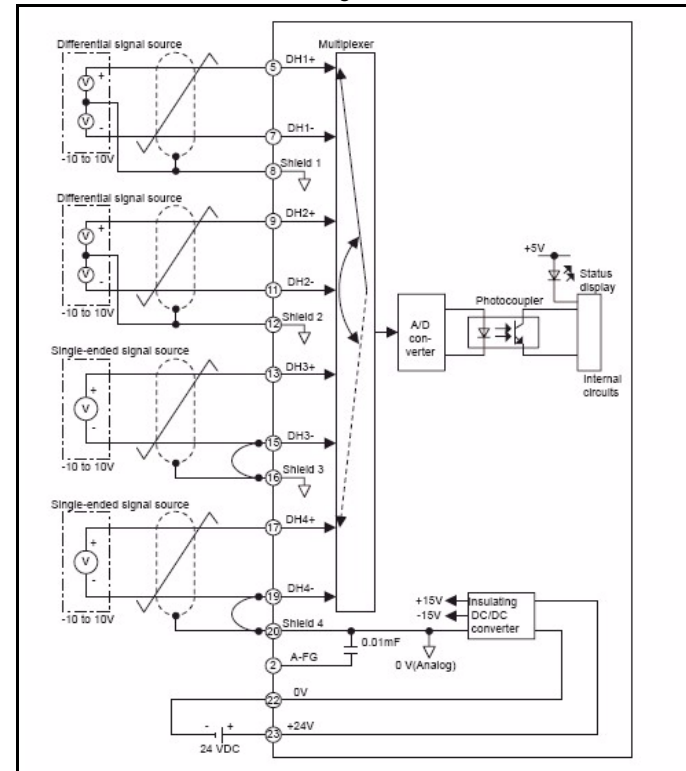 Differential signal source
V
+
V
-
-10 to 10V
5
DH1+
7
DH1-
8
Shield 1
Multiplexer
Differential signal source
V
+
V
-
-10 to 10V
9
DH2+
11
DH2-
12
Shield 2
Single-ended signal source
+
V
-
-10 to 10V
13
DH3+
15
DH3-
16
Shield 3
Single-ended signal source
+
V
-
-10 to 10V
17
DH4+
19
DH4-
20
Shield 4
2
A-FG
22
0V
23
+24V
- +
24 VDC
0.01mF
0 V(Analog)
+15V
-15V
Insulating
DC/DC
converter
A/D
con-
verter
Photocoupler
+5V
Status
display
Internal
circuits